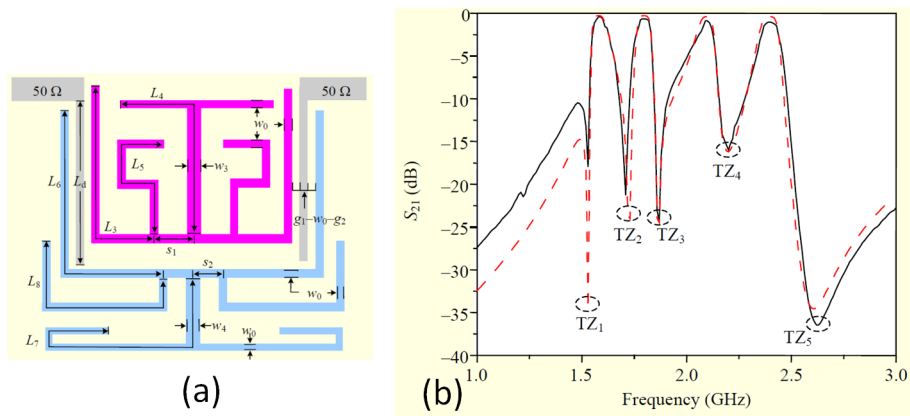 50 Ω
50 Ω
L4
w0
L5
w3
L6
Ld
g1–w0–g2
L3
s1
s2
L8
w0
w4
w0
L7
(a)
0
–5
–10
–15
–20
–25
–30
–35
–40
S21 (dB)
TZ1
TZ2
TZ3
TZ4
TZ5
1.0
1.5
2.0
2.5
3.0
Frequency (GHz)
(b)